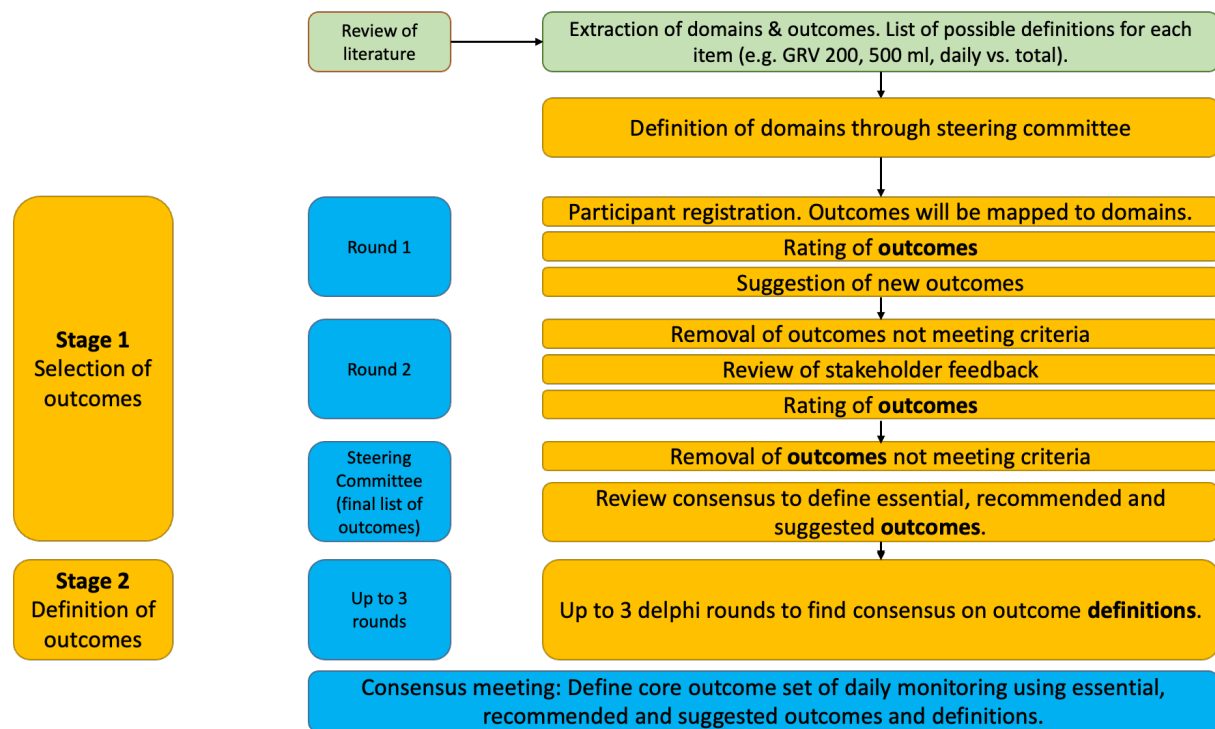 Review of
literature
Extraction of domains & outcomes. List of possible definitions for each
item (e.g. GRV 200, 500 ml, daily vs. total).
Definition of domains through steering committee
Stage 1
Selection of
outcomes
Round 1
Participant registration. Outcomes will be mapped to domains.
Rating of outcomes
Suggestion of new outcomes
Round 2
Removal of outcomes not meeting criteria
Review of stakeholder feedback
Rating of outcomes
Steering
Committee
(final list of
outcomes)
Removal of outcomes not meeting criteria
Review consensus to define essential, recommended and
suggested outcomes.
Stage 2
Definition of
outcomes
Up to 3
rounds
Up to 3 delphi rounds to find consensus on outcome definitions.
Consensus meeting: Define core outcome set of daily monitoring using essential,
recommended and suggested outcomes and definitions.